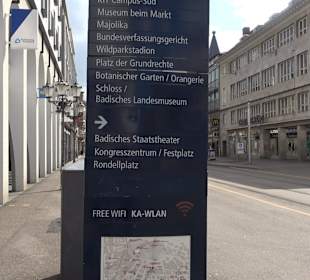 KIT Campus-Süd
Museum beim Markt
Majolika
Bundesverfassungsgericht
Wildparkstadion
Platz der Grundrechte
Botanischer Garten / Orangerie
Schloss /
Badisches Landesmuseum
→
Badisches Staatstheater
Kongresszentrum / Festplatz
Rondellplatz
FREE WIFI KA-WLAN